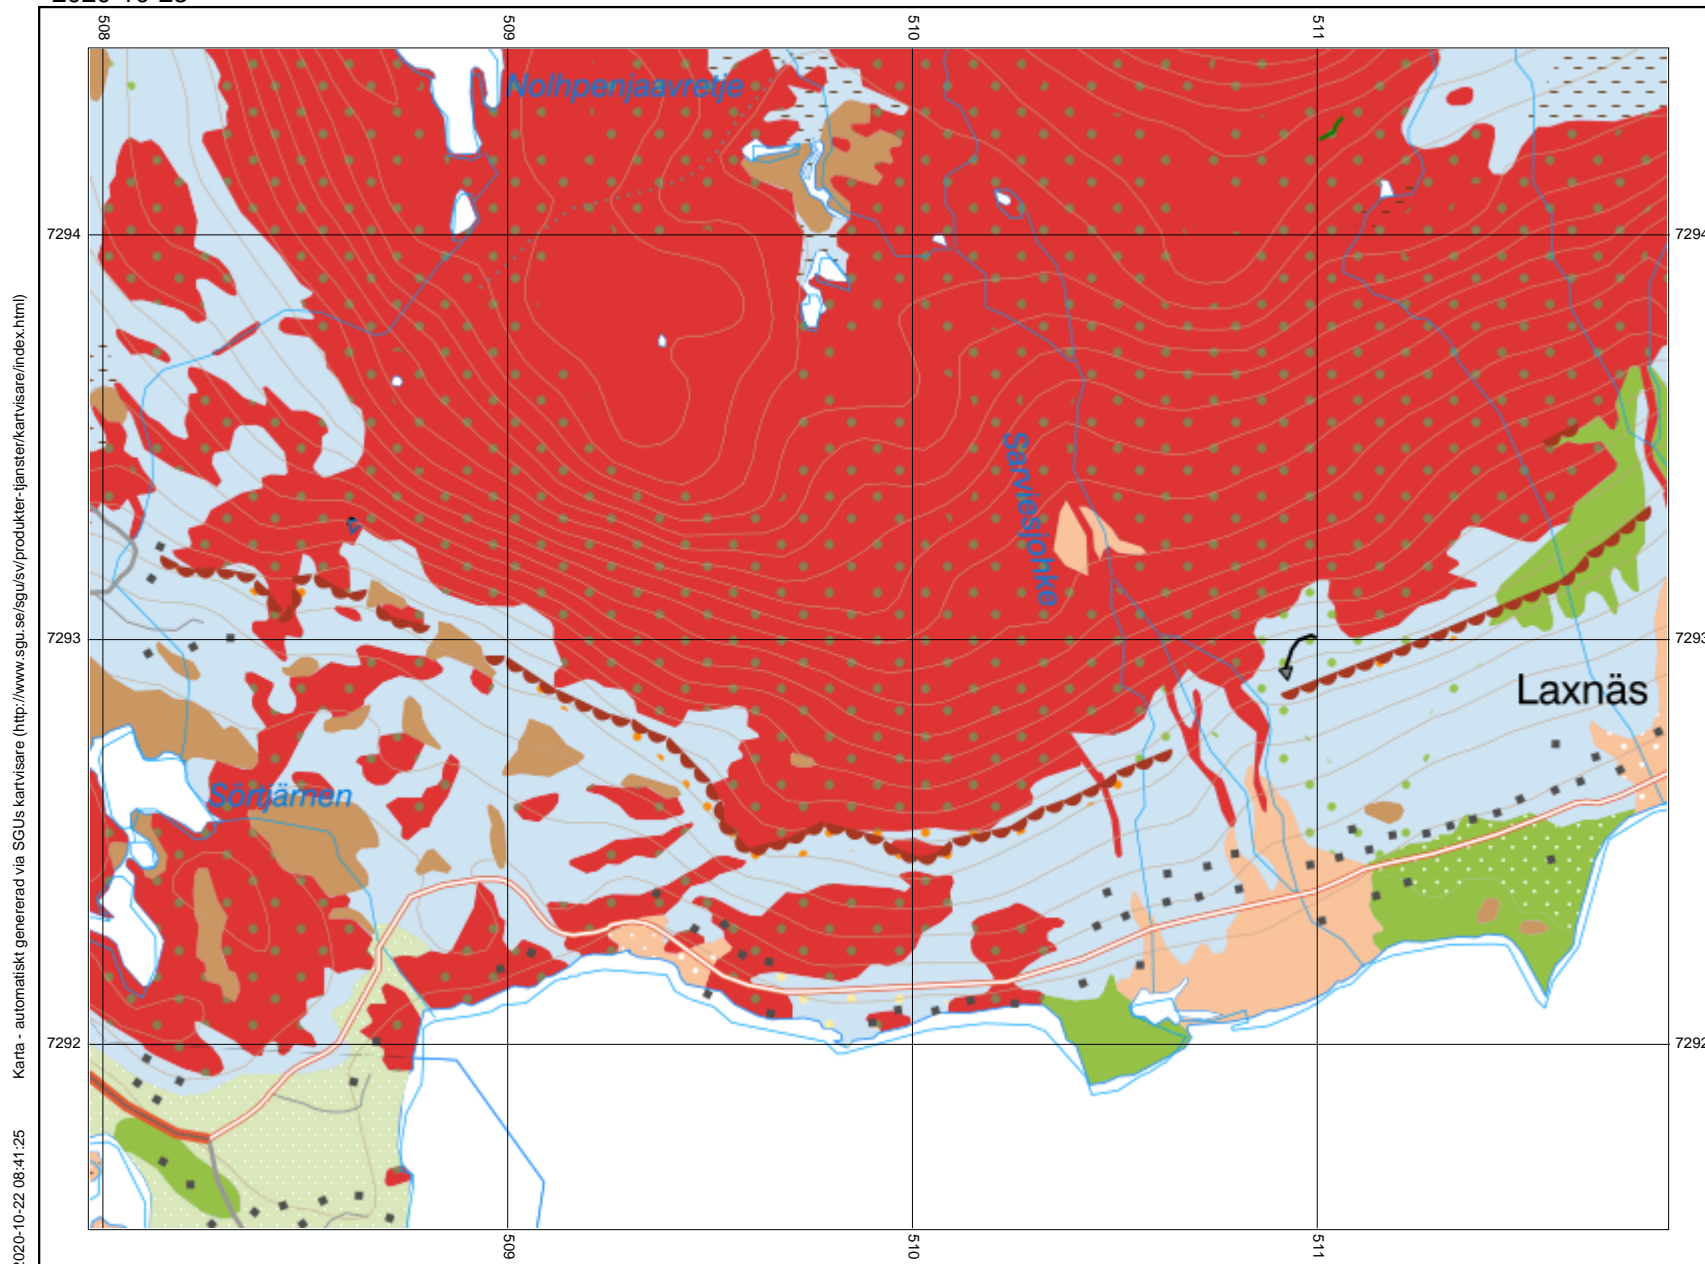 508
509
510
511
Nolhpenjaavretje
7294
7294
Sarviesjohke
7293
7293
Laxnäs
Sörtjärnen
7292
7292
509
510
511
2020-10-22 08:41:25 Karta - automatiskt genererad via SGUs kartvisare (http://www.sgu.se/sgu/sv/produkter-tjanster/kartvisare/index.html)